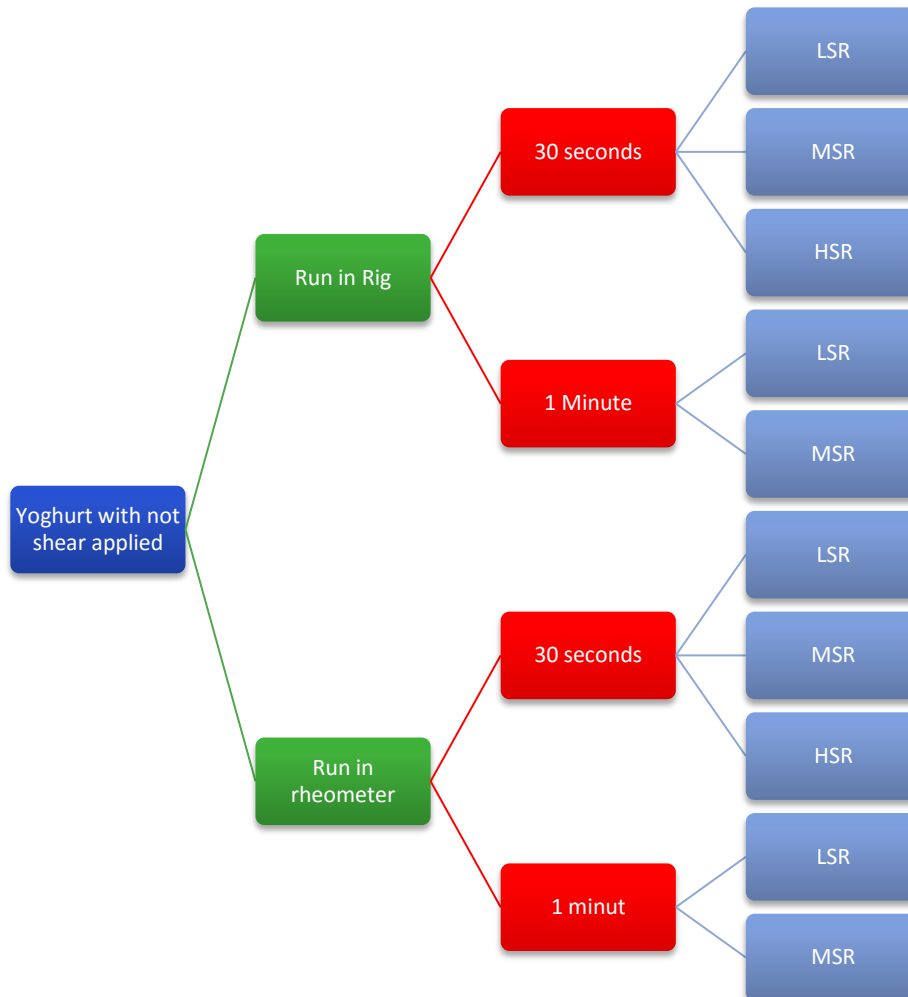 Yoghurt with not
shear applied
Run in Rig
30 seconds
LSR
MSR
HSR
1 Minute
LSR
MSR
Run in
rheometer
30 seconds
LSR
MSR
HSR
1 minut
LSR
MSR